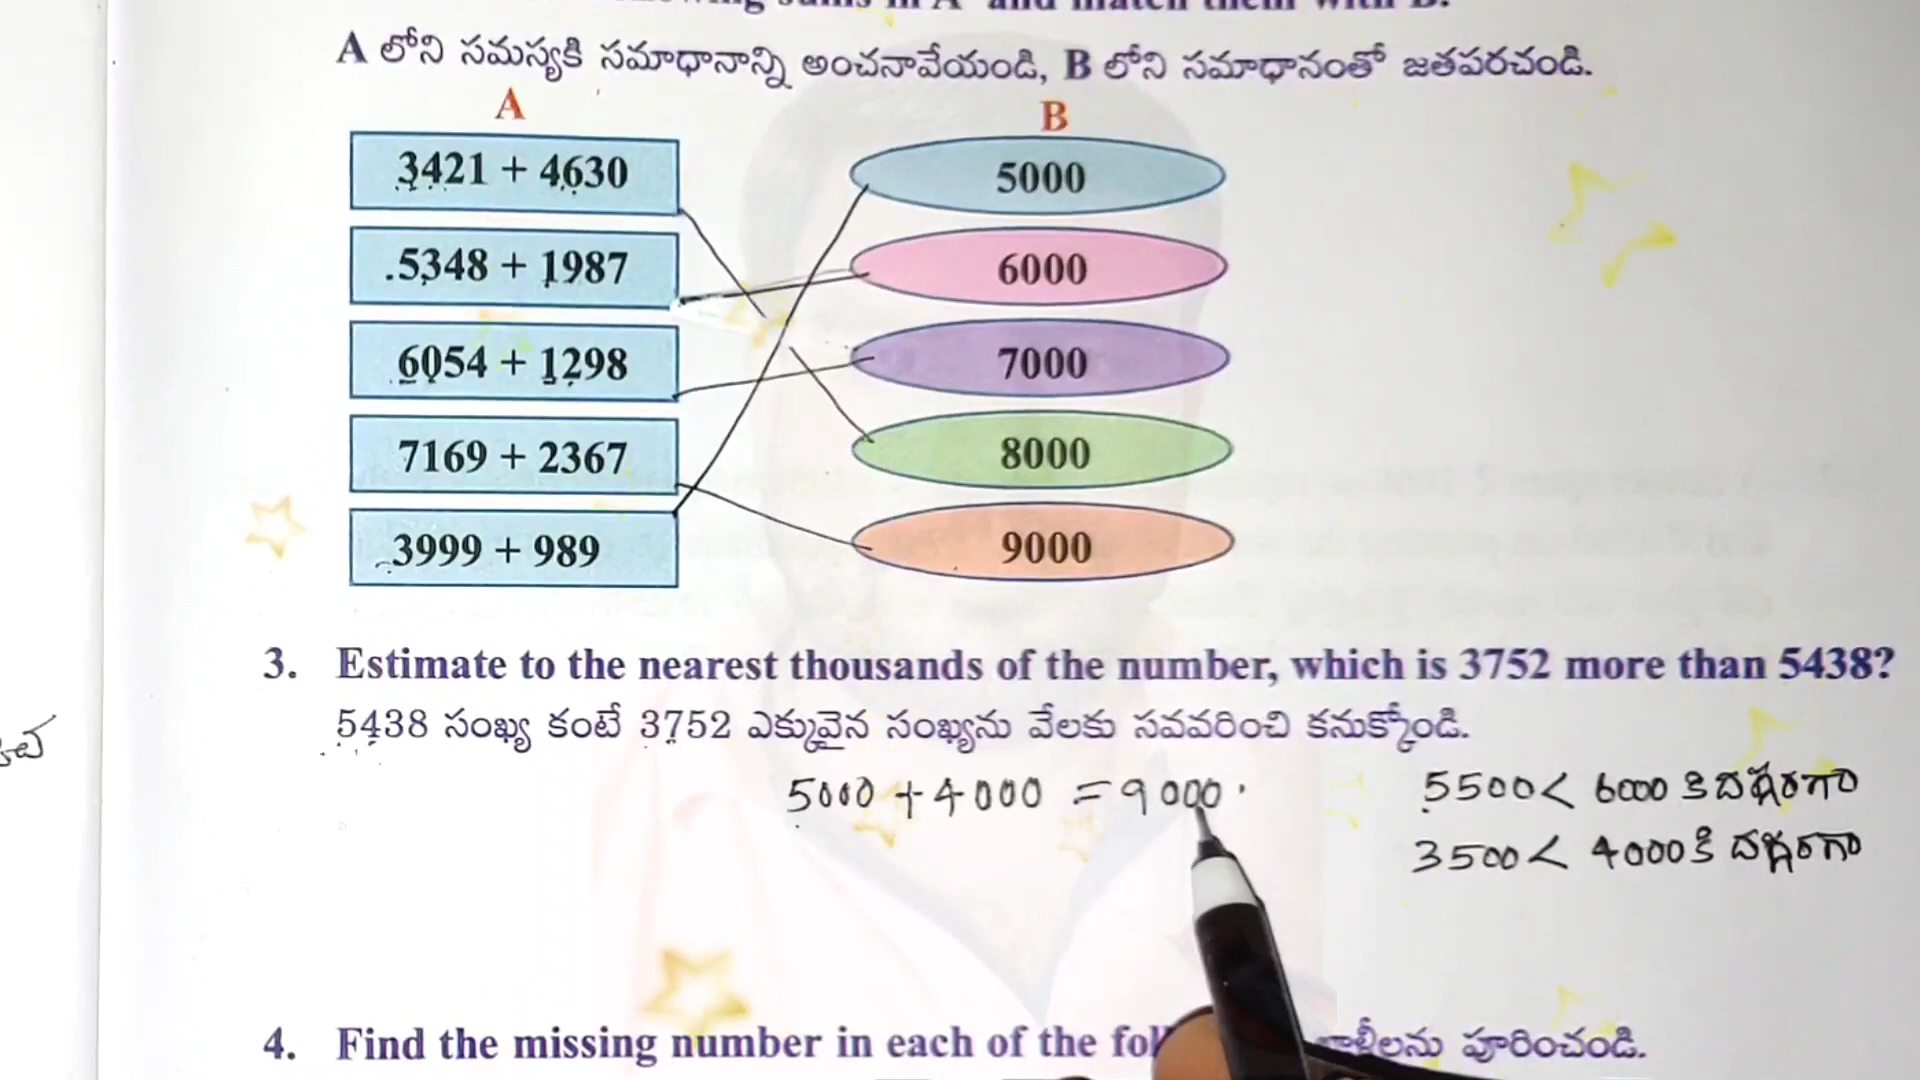 A లోని సమస్యకి సమాధానాన్ని అంచనావేయండి, B లోని సమాధానంతో జతపరచండి.
A B
3421 + 4630 5000
5348 + 1987 6000
6054 + 1298 7000
7169 + 2367 8000
3999 + 989 9000
3. Estimate to the nearest thousands of the number, which is 3752 more than 5438?
5438 సంఖ్య కంటే 3752 ఎక్కువైన సంఖ్యను వేలకు సవవరించి కనుక్కోండి.
5000 + 4000 = 9000 5500 < 6000 కి దగ్గరగా
3500 < 4000 కి దగ్గరగా
4. Find the missing number in each of the పూరించండి.